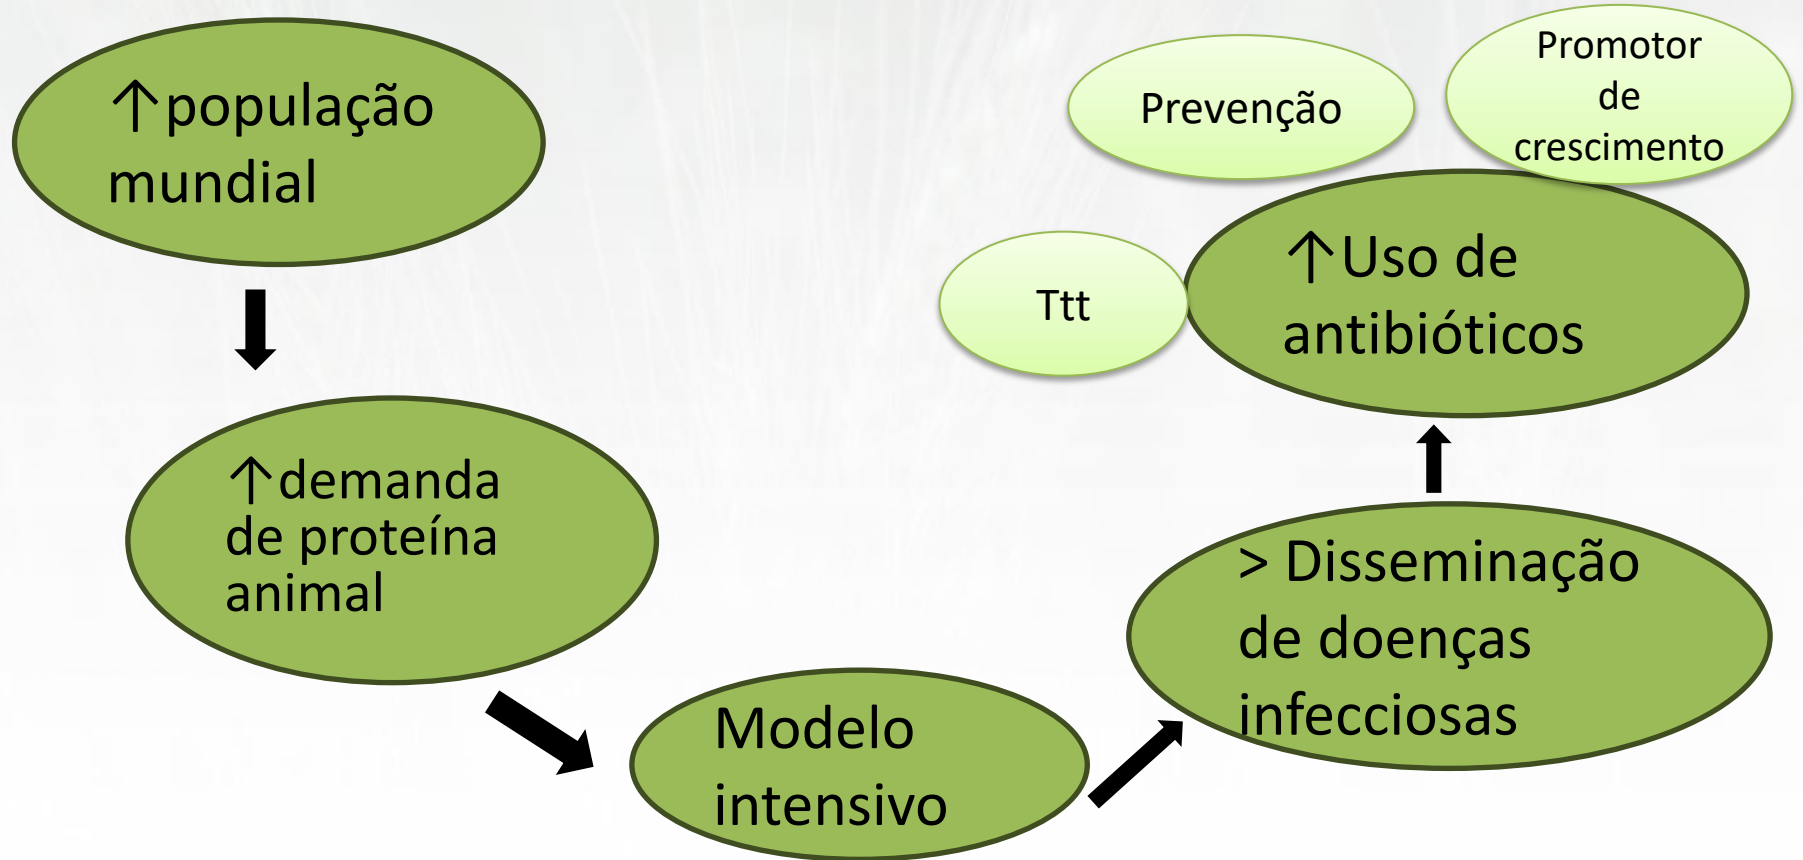 ↑população
mundial
↑demanda
de proteína
animal
Modelo
intensivo
> Disseminação
de doenças
infecciosas
↑Uso de
antibióticos
Ttt
Prevenção
Promotor
de
crescimento